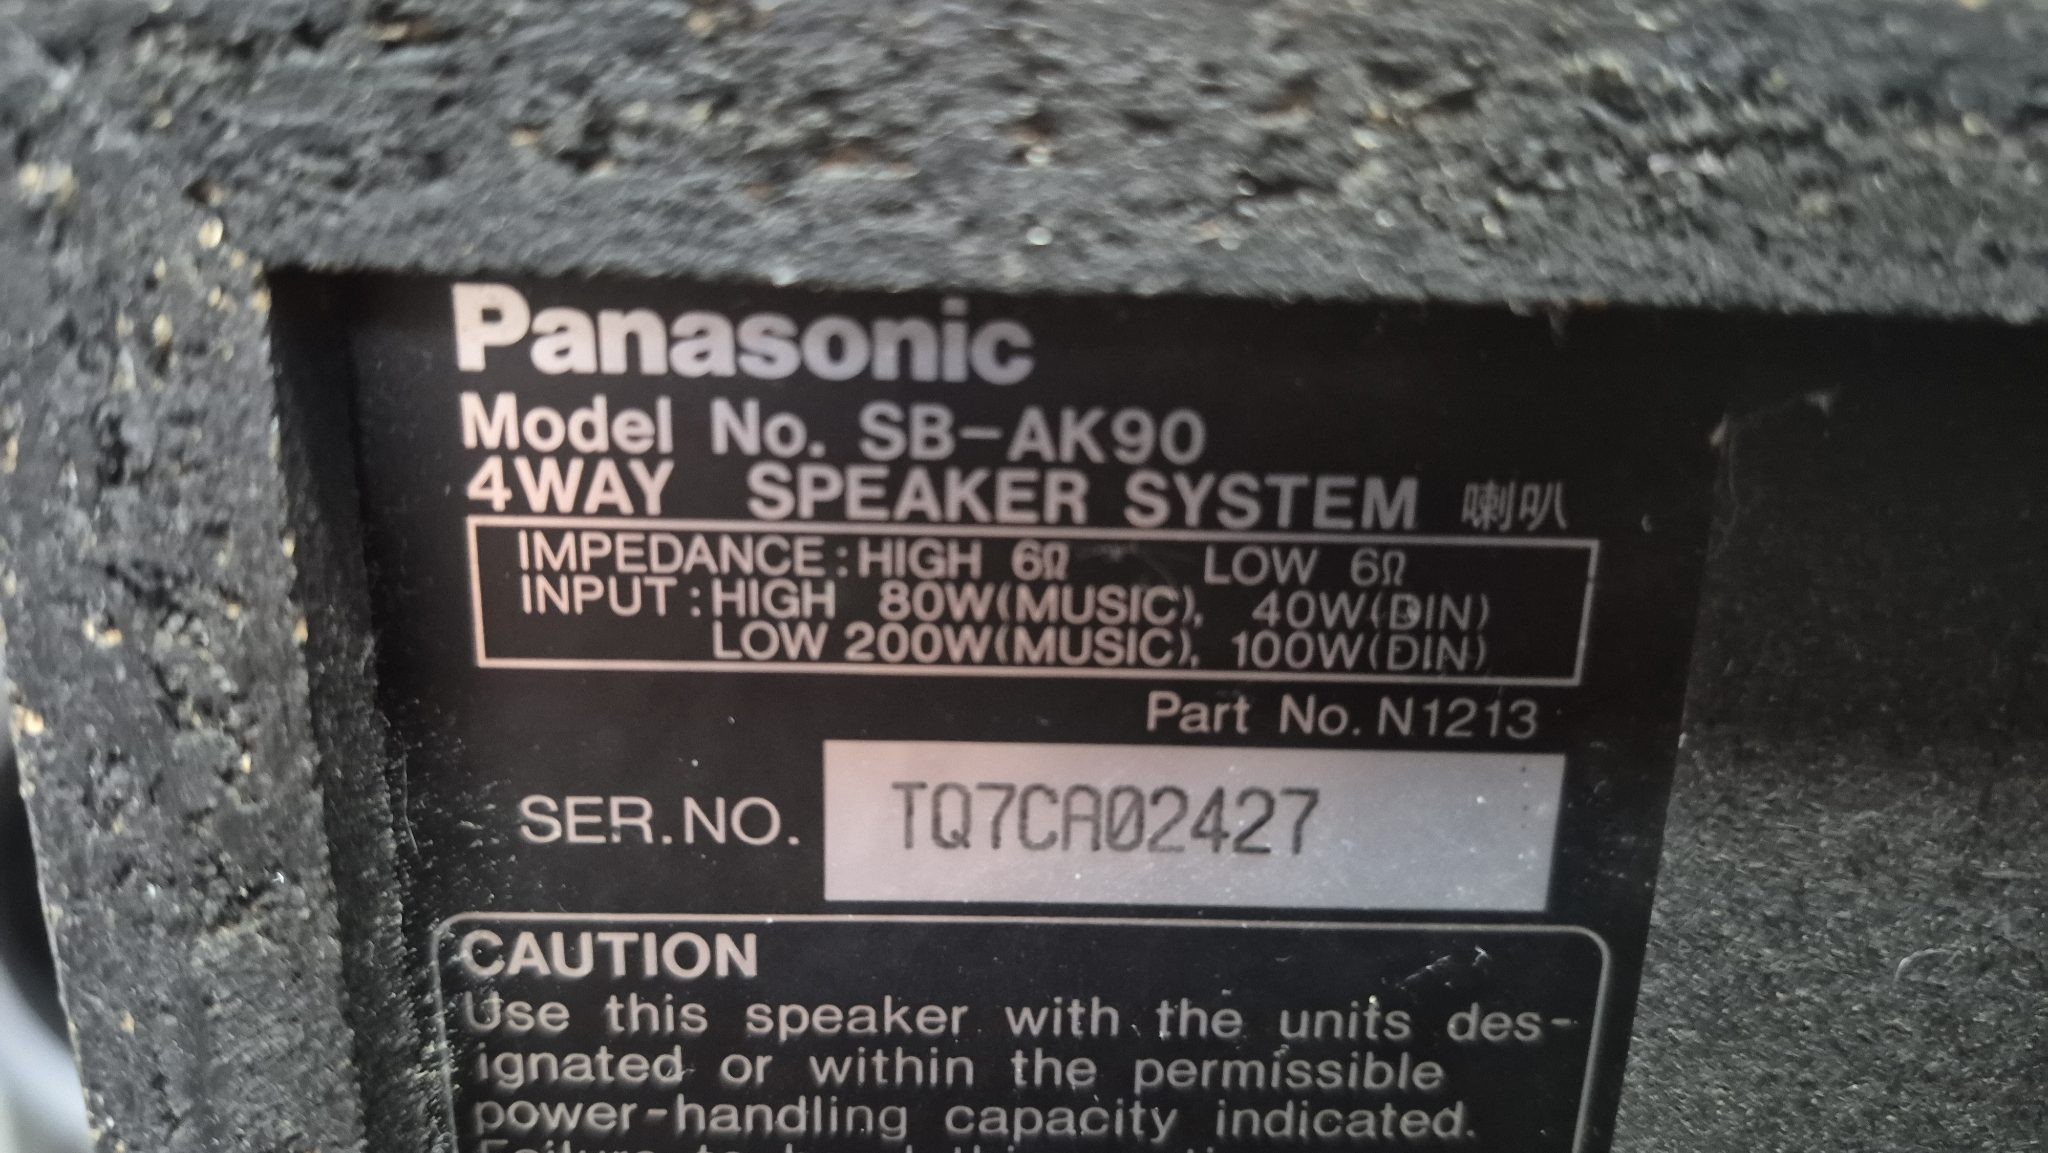 Panasonic
Model No. SB-AK90
4WAY SPEAKER SYSTEM 喇叭
IMPEDANCE:HIGH 6Ω LOW 6Ω
INPUT:HIGH 80W(MUSIC), 40W(DIN)
LOW 200W(MUSIC), 100W(DIN)
Part No. N1213
SER.NO. TQ7CA02427
CAUTION
Use this speaker with the units des-
ignated or within the permissible
power-handling capacity indicated.